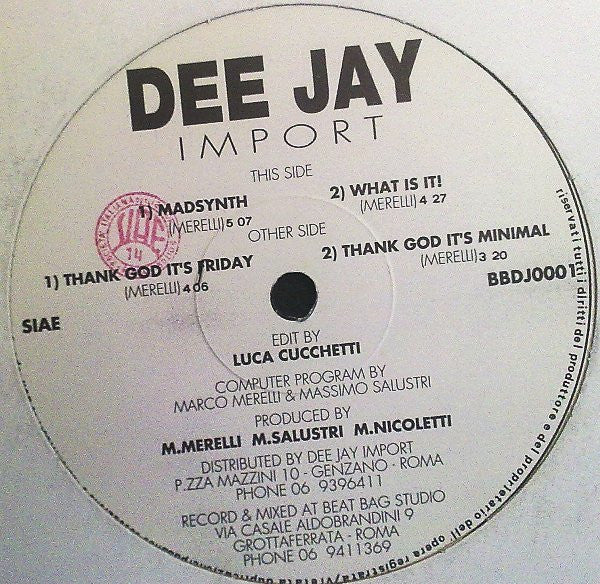 DEE JAY
IMPORT
THIS SIDE
1) MADSYNTH
(MERELLI) 5 07
2) WHAT IS IT!
(MERELLI) 4 27
OTHER SIDE
1) THANK GOD IT'S FRIDAY
(MERELLI) 4 06
2) THANK GOD IT'S MINIMAL
(MERELLI) 3 20
BBDJ0001
SIAE
EDIT BY
LUCA CUCCHETTI
COMPUTER PROGRAM BY
MARCO MERELLI & MASSIMO SALUSTRI
PRODUCED BY
M.MERELLI M.SALUSTRI M.NICOLETTI
DISTRIBUTED BY DEE JAY IMPORT
P.ZZA MAZZINI 10 - GENZANO - ROMA
PHONE 06 9396411
RECORD & MIXED AT BEAT BAG STUDIO
VIA CASALE ALDOBRANDINI 9
GROTTAFERRATA - ROMA
PHONE 06 9411369
riservati tutti i diritti del produttore e del proprietario dell' opera registrata/vietata
14